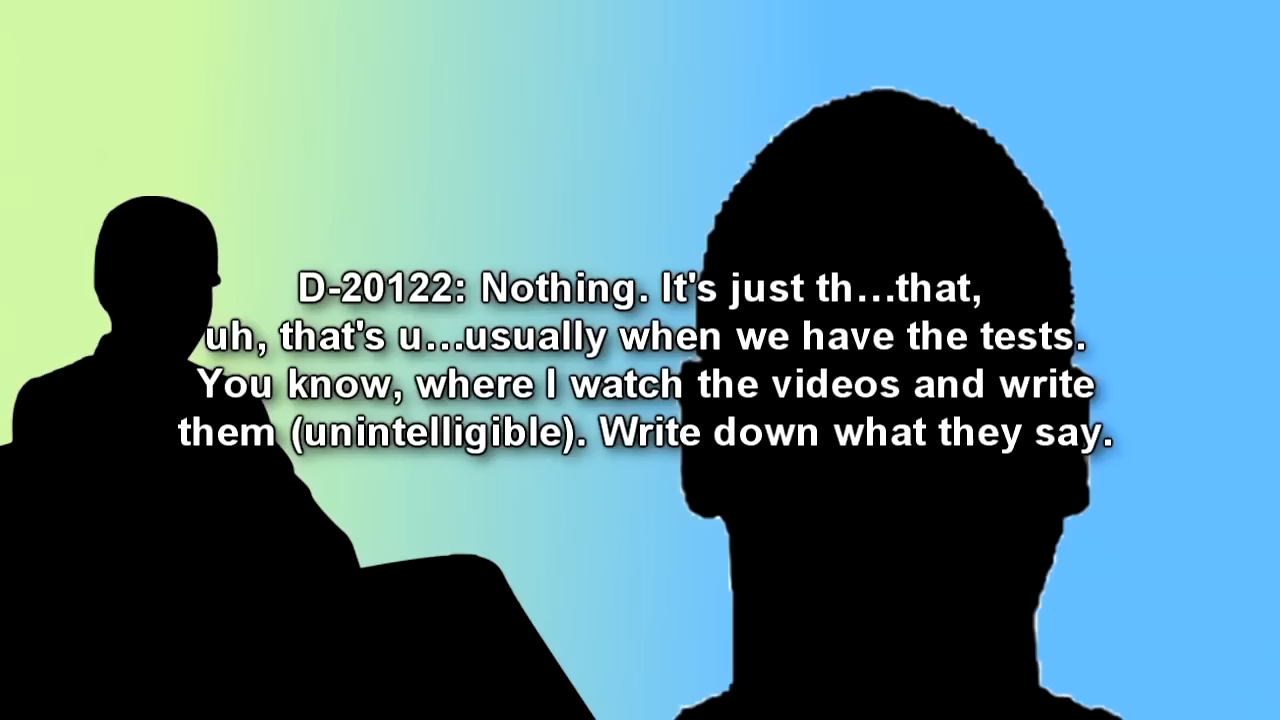 D-20122: Nothing. It's just th...that,
uh, that's u...usually when we have the tests.
You know, where I watch the videos and write
them (unintelligible). Write down what they say.